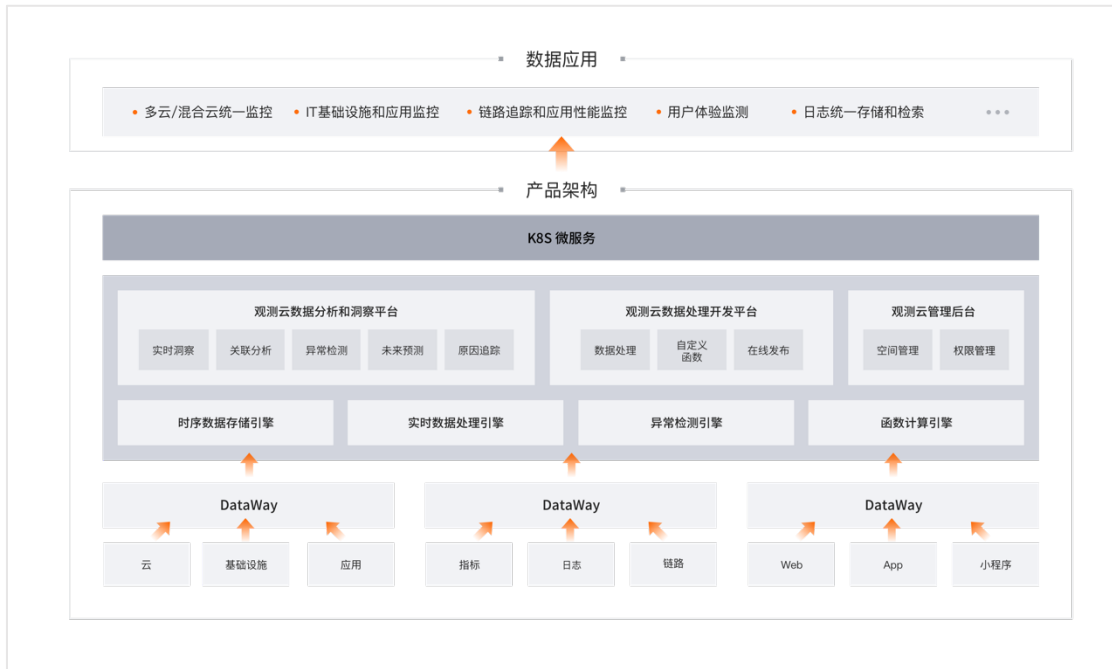 数据应用
多云/混合云统一监控
IT基础设施和应用监控
链路追踪和应用性能监控
用户体验监测
日志统一存储和检索
产品架构
K8S 微服务
观测云数据分析和洞察平台
实时洞察
关联分析
异常检测
未来预测
原因追踪
观测云数据处理开发平台
数据处理
自定义
函数
在线发布
观测云管理后台
空间管理
权限管理
时序数据存储引擎
实时数据处理引擎
异常检测引擎
函数计算引擎
DataWay
DataWay
DataWay
云
基础设施
应用
指标
日志
链路
Web
App
小程序